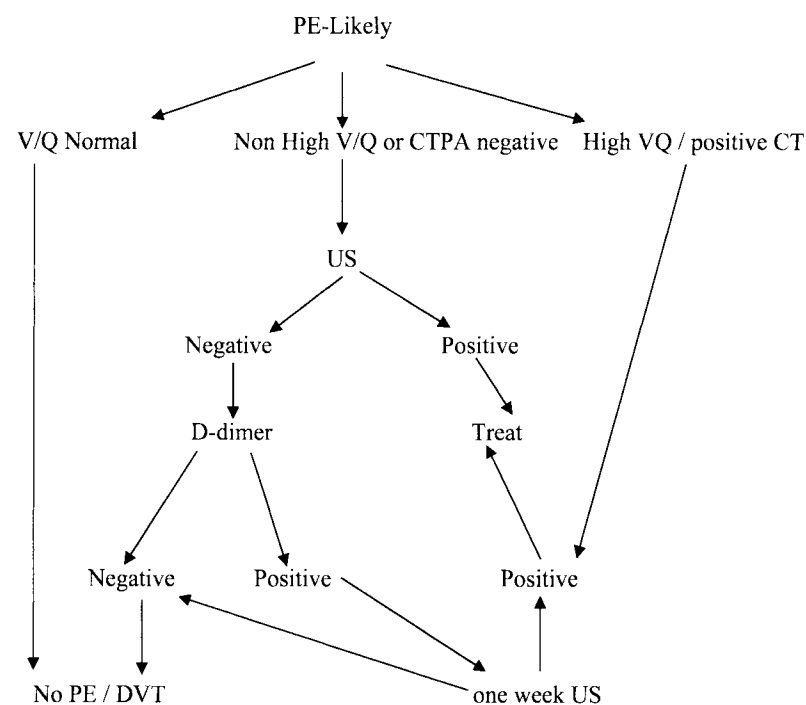 PE-Likely
V/Q Normal
Non High V/Q or CTPA negative
High VQ / positive CT
US
Negative
Positive
D-dimer
Treat
Negative
Positive
Positive
No PE / DVT
one week US